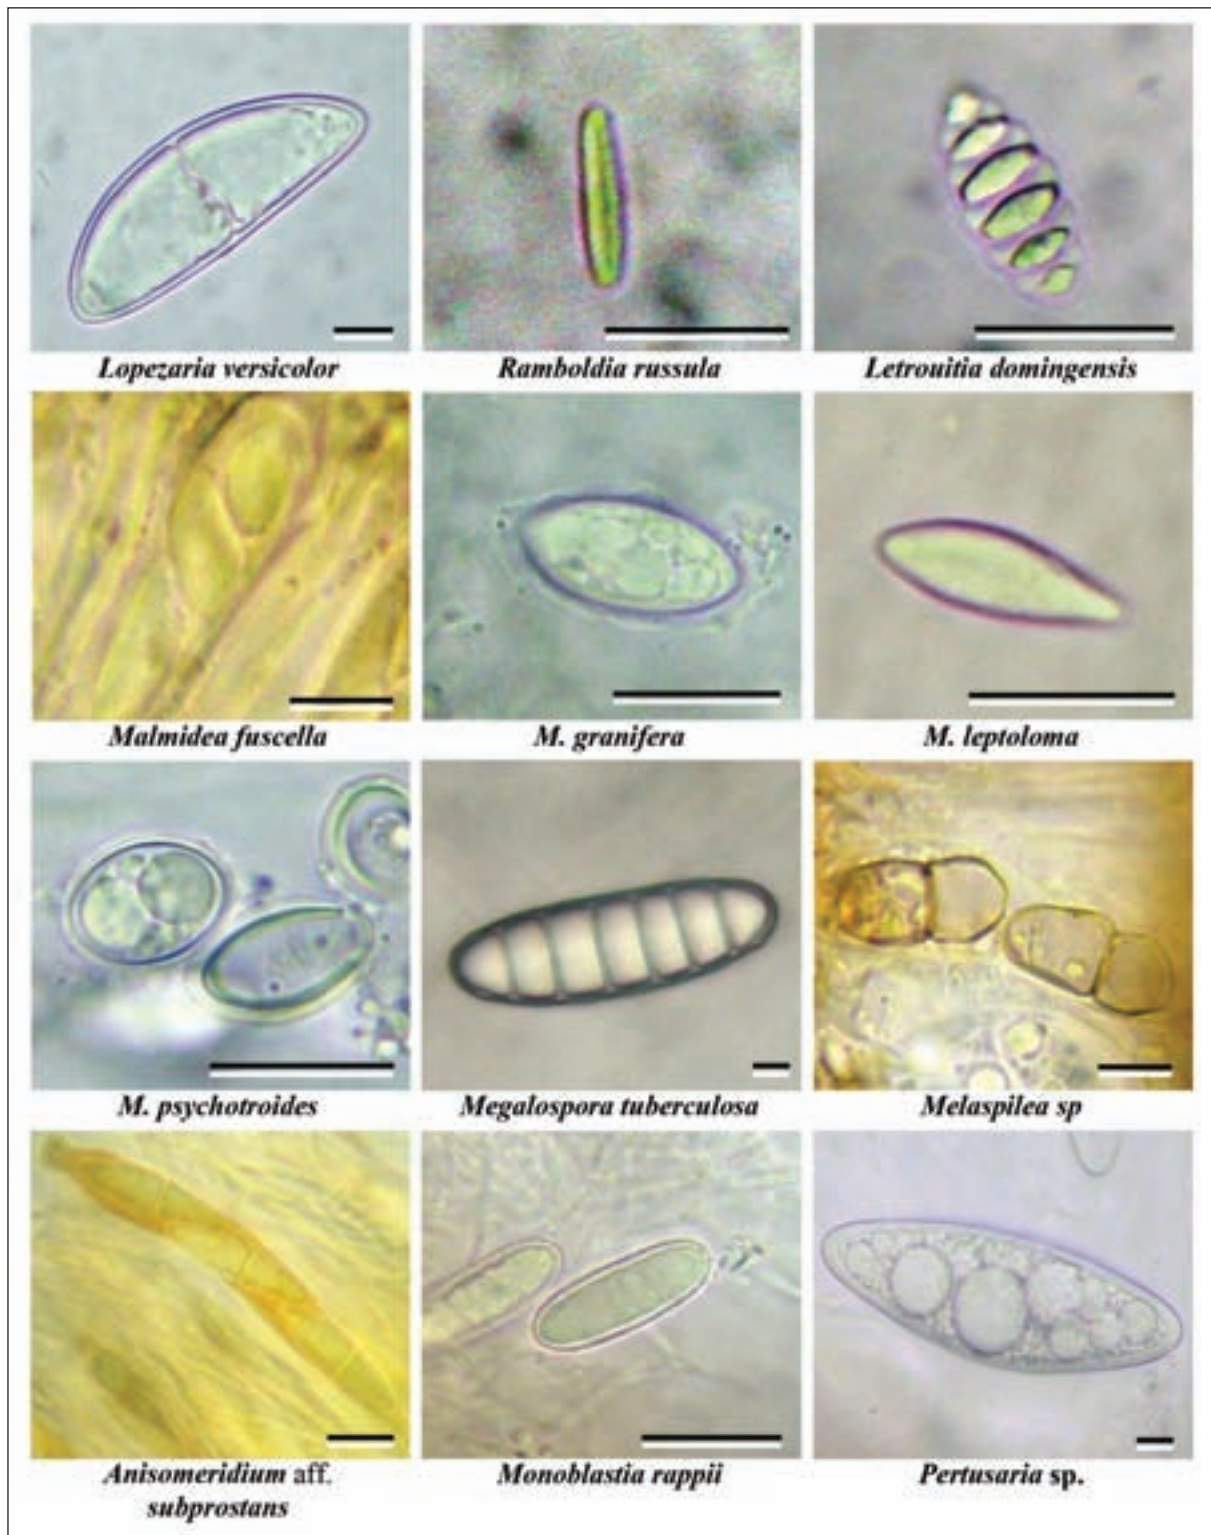 Lopezaria versicolor
Ramboldia russula
Letrouitia domingensis
Malmidea fuscella
M. granifera
M. leptoloma
M. psychotroides
Megalospora tuberculosa
Melaspilea sp
Anisomeridium aff.
subprostans
Monoblastia rappii
Pertusaria sp.